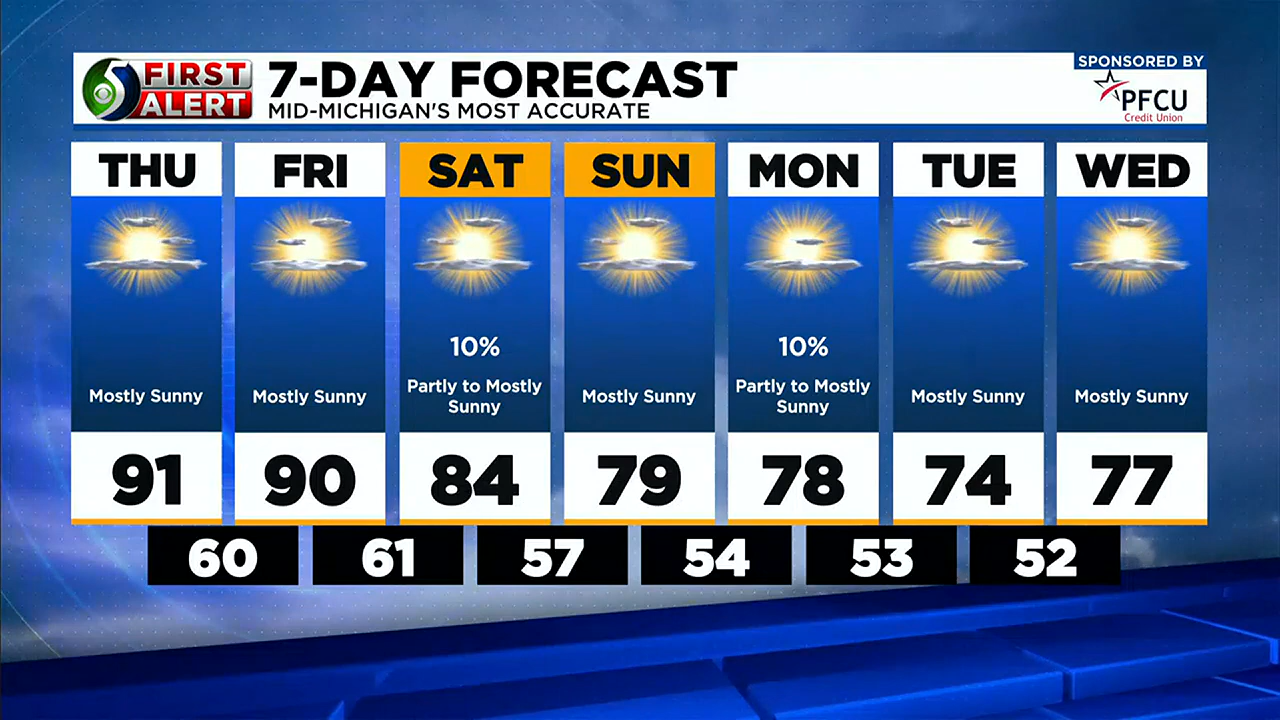 FIRST
ALERT
7-DAY FORECAST
MID-MICHIGAN'S MOST ACCURATE
SPONSORED BY
PFCU
Credit Union
THU
FRI
SAT
SUN
MON
TUE
WED
10%
10%
Mostly Sunny
Mostly Sunny
Partly to Mostly
Sunny
Mostly Sunny
Partly to Mostly
Sunny
Mostly Sunny
Mostly Sunny
91
90
84
79
78
74
77
60
61
57
54
53
52